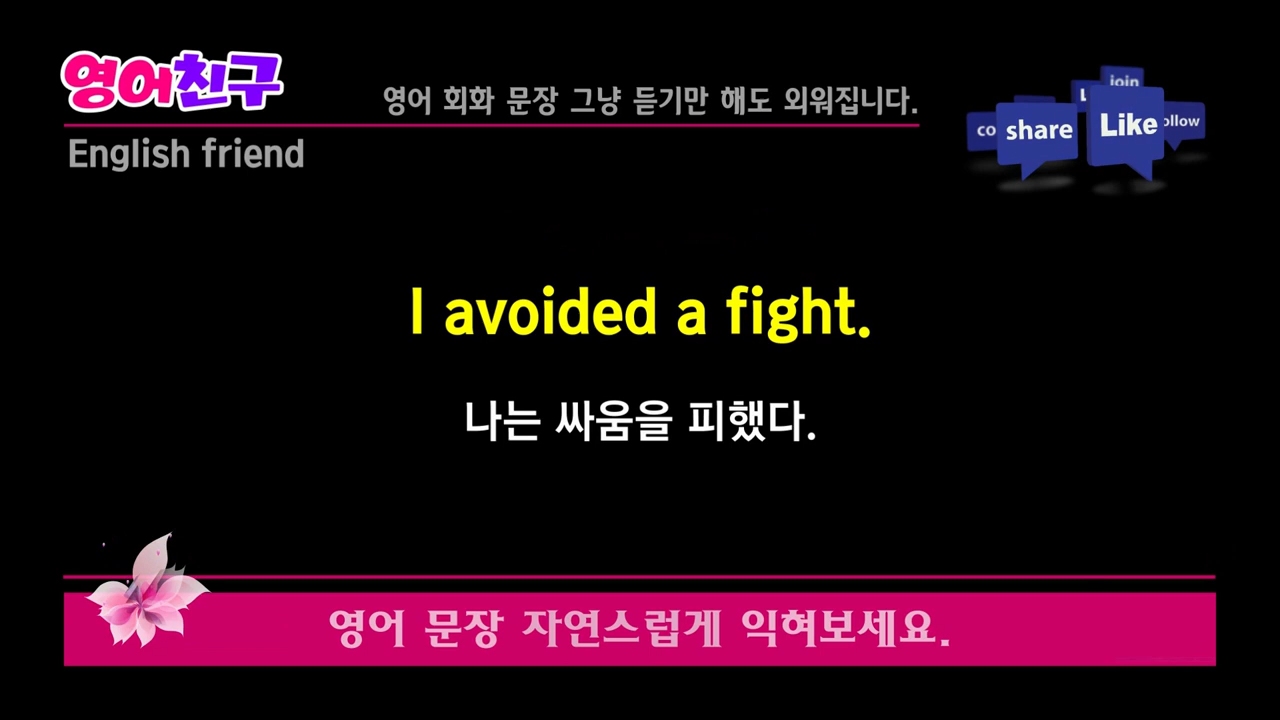 영어친구
영어 회화 문장 그냥 듣기만 해도 외워집니다.
English friend
join
share
Like
I avoided a fight.
나는 싸움을 피했다.
영어 문장 자연스럽게 익혀보세요.